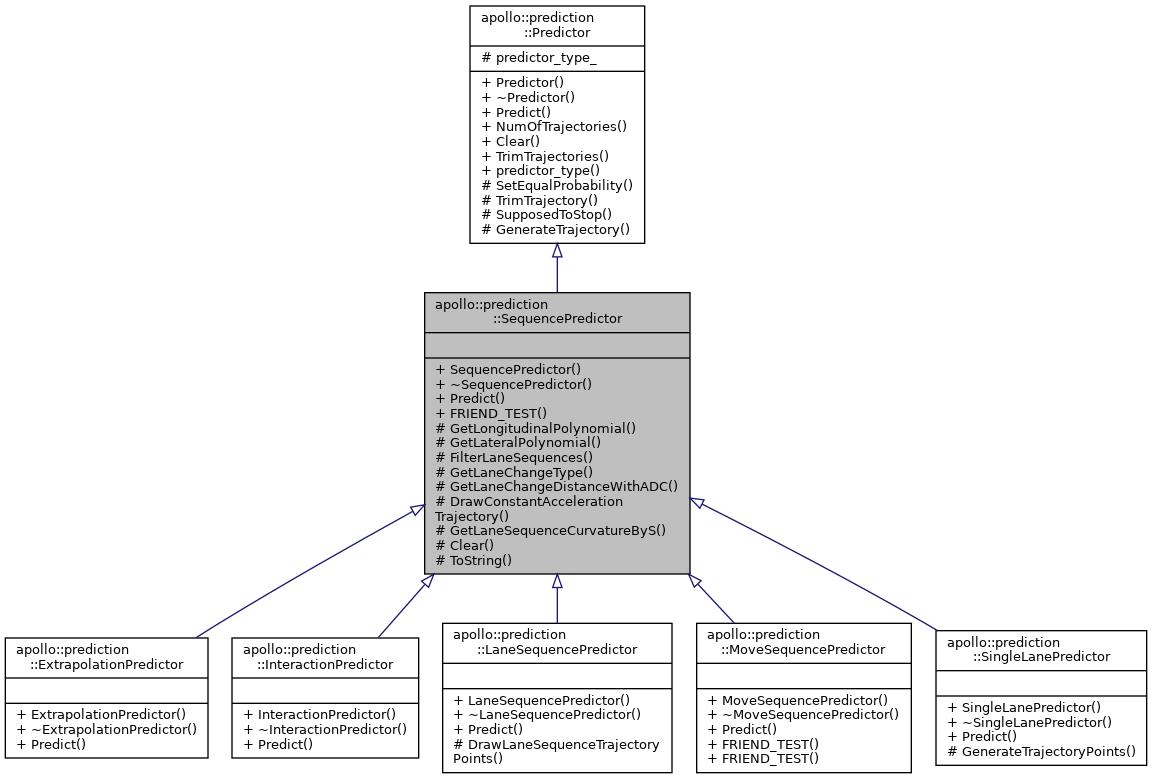 apollo::prediction
::Predictor
# predictor_type_
+ Predictor()
+ ~Predictor()
+ Predict()
+ NumOfTrajectories()
+ Clear()
+ TrimTrajectories()
+ predictor_type()
# SetEqualProbability()
# TrimTrajectory()
# SupposedToStop()
# GenerateTrajectory()
apollo::prediction
::SequencePredictor
+ SequencePredictor()
+ ~SequencePredictor()
+ Predict()
+ FRIEND_TEST()
# GetLongitudinalPolynomial()
# GetLateralPolynomial()
# FilterLaneSequences()
# GetLaneChangeType()
# GetLaneChangeDistanceWithADC()
# DrawConstantAcceleration
Trajectory()
# GetLaneSequenceCurvatureByS()
# Clear()
# ToString()
apollo::prediction
::ExtrapolationPredictor
+ ExtrapolationPredictor()
+ ~ExtrapolationPredictor()
+ Predict()
apollo::prediction
::InteractionPredictor
+ InteractionPredictor()
+ ~InteractionPredictor()
+ Predict()
apollo::prediction
::LaneSequencePredictor
+ LaneSequencePredictor()
+ ~LaneSequencePredictor()
+ Predict()
# DrawLaneSequenceTrajectory
Points()
apollo::prediction
::MoveSequencePredictor
+ MoveSequencePredictor()
+ ~MoveSequencePredictor()
+ Predict()
+ FRIEND_TEST()
+ FRIEND_TEST()
apollo::prediction
::SingleLanePredictor
+ SingleLanePredictor()
+ ~SingleLanePredictor()
+ Predict()
# GenerateTrajectoryPoints()